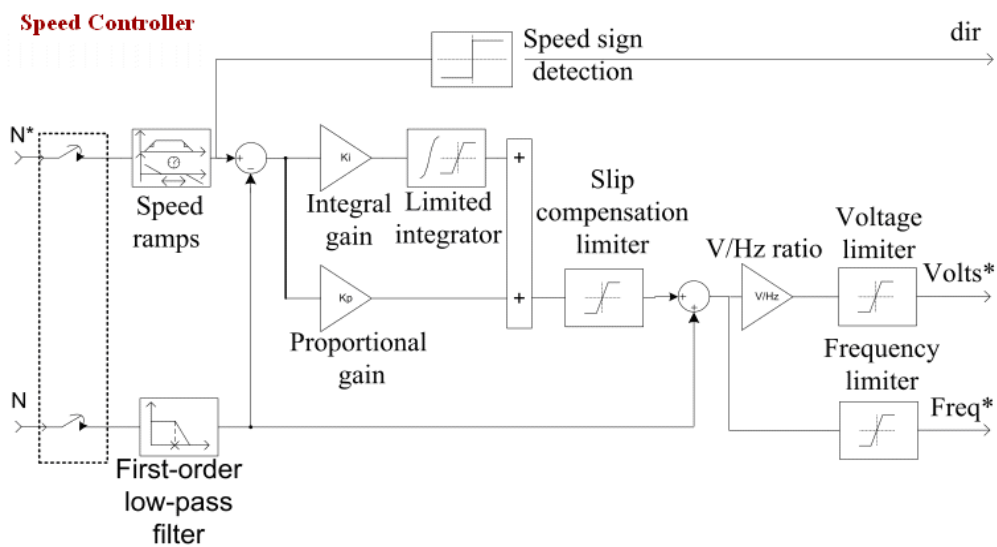 Speed Controller
Speed sign
detection
dir
N*
Speed
ramps
+
-
Ki
Integral
gain
Limited
integrator
+
Kp
Proportional
gain
+
Slip
compensation
limiter
+
+
V/Hz ratio
V/Hz
Voltage
limiter
Volts*
Frequency
limiter
Freq*
N
First-order
low-pass
filter